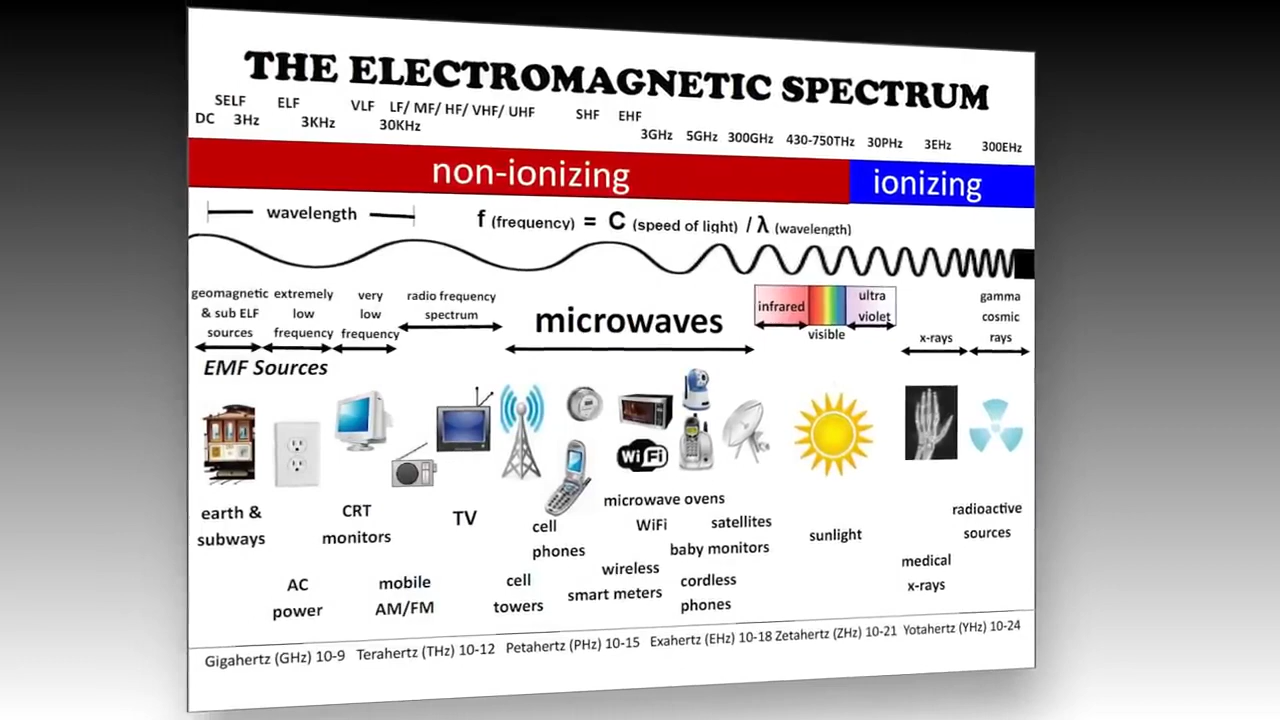 THE ELECTROMAGNETIC SPECTRUM
SELF ELF VLF LF/ MF/ HF/ VHF/ UHF SHF EHF
DC 3Hz 3KHz 30KHz 3GHz 5GHz 300GHz 430-750THz 30PHz 3EHz 300EHz
non-ionizing ionizing
wavelength f (frequency) = C (speed of light) / λ (wavelength)
geomagnetic
& sub ELF
sources
extremely
low
frequency
very
low
frequency
radio frequency
spectrum
microwaves
infrared
visible
ultra
violet
x-rays
gamma
cosmic
rays
EMF Sources
WiFi
earth &
subways
AC
power
CRT
monitors
mobile
AM/FM
TV
cell
phones
cell
towers
microwave ovens
WiFi
satellites
baby monitors
wireless
smart meters
cordless
phones
sunlight
medical
x-rays
radioactive
sources
Gigahertz (GHz) 10-9 Terahertz (THz) 10-12 Petahertz (PHz) 10-15 Exahertz (EHz) 10-18 Zetahertz (ZHz) 10-21 Yotahertz (YHz) 10-24